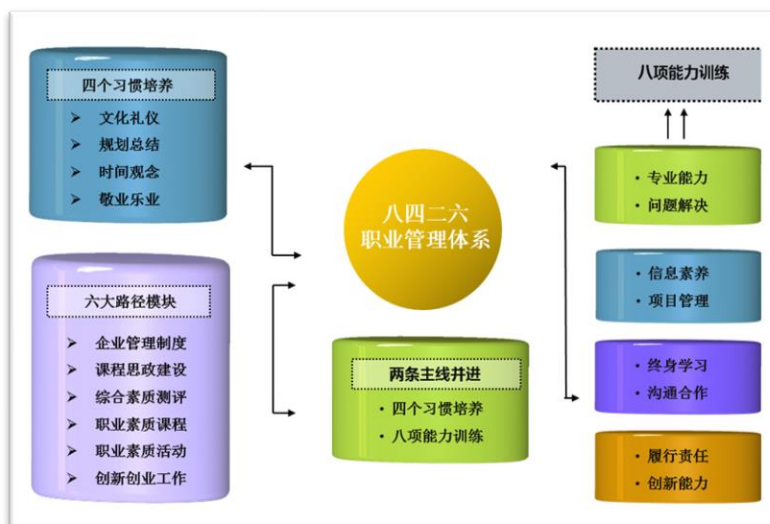 四个习惯培养
文化礼仪
规划总结
时间观念
敬业乐业
六大路径模块
企业管理制度
课程思政建设
综合素质测评
职业素质课程
职业素质活动
创新创业工作
八四二六
职业管理体系
两条主线并进
四个习惯培养
八项能力训练
八项能力训练
专业能力
问题解决
信息素养
项目管理
终身学习
沟通合作
履行责任
创新能力